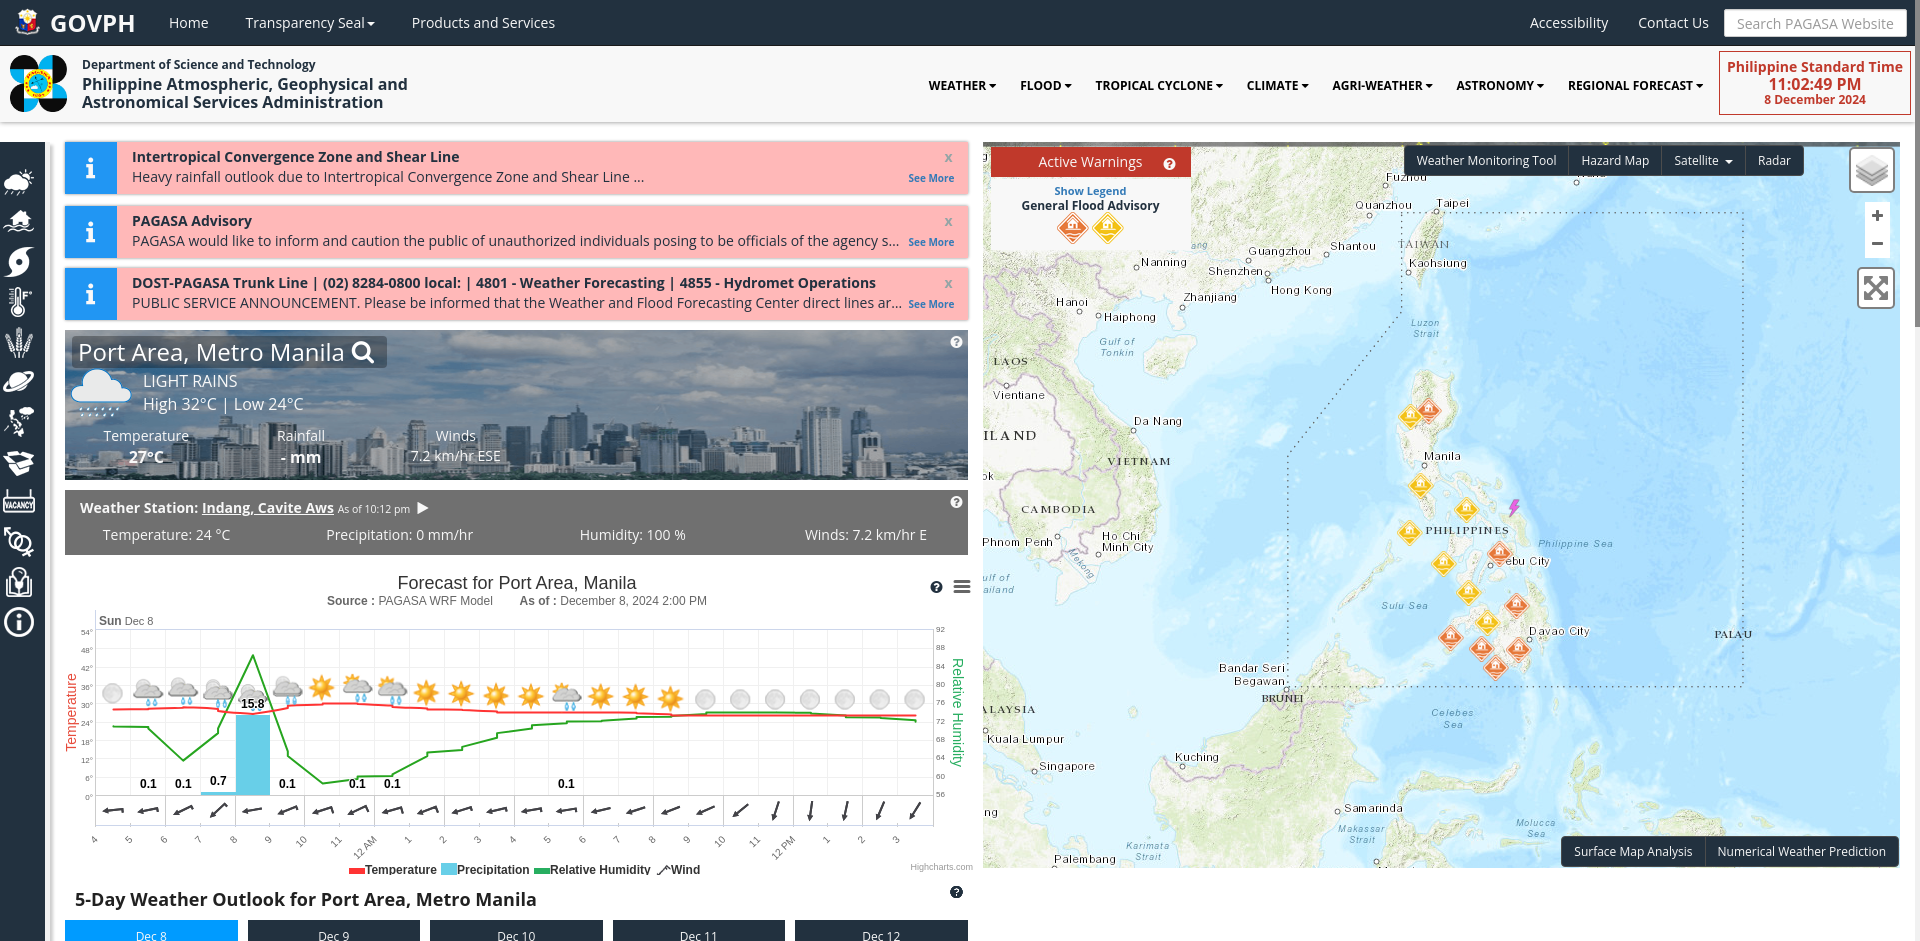 GOVPH
Home
Transparency Seal
Products and Services
Accessibility
Contact Us
Search PAGASA Website
Department of Science and Technology
Philippine Atmospheric, Geophysical and
Astronomical Services Administration
WEATHER
FLOOD
TROPICAL CYCLONE
CLIMATE
AGRI-WEATHER
ASTRONOMY
REGIONAL FORECAST
Philippine Standard Time
11:02:49 PM
8 December 2024
VACANCY
Intertropical Convergence Zone and Shear Line
x
Heavy rainfall outlook due to Intertropical Convergence Zone and Shear Line ...
See More
PAGASA Advisory
x
PAGASA would like to inform and caution the public of unauthorized individuals posing to be officials of the agency s...
See More
DOST-PAGASA Trunk Line | (02) 8284-0800 local: | 4801 - Weather Forecasting | 4855 - Hydromet Operations
x
PUBLIC SERVICE ANNOUNCEMENT. Please be informed that the Weather and Flood Forecasting Center direct lines ar...
See More
Port Area, Metro Manila
LIGHT RAINS
High 32°C | Low 24°C
Temperature
27°C
Rainfall
- mm
Winds
7.2 km/hr ESE
Weather Station: Indang, Cavite Aws As of 10:12 pm
Temperature: 24 °C
Precipitation: 0 mm/hr
Humidity: 100 %
Winds: 7.2 km/hr E
Forecast for Port Area, Manila
Source : PAGASA WRF Model As of : December 8, 2024 2:00 PM
Sun Dec 8
54°
48°
42°
36°
30°
24°
18°
12°
6°
0°
Temperature
92
88
84
80
76
72
68
64
60
56
Relative Humidity
0.1
0.1
0.7
15.8
0.1
0.1
0.1
0.1
4
5
6
7
8
9
10
11
12 AM
1
2
3
4
5
6
7
8
9
10
11
12 PM
1
2
3
Temperature
Precipitation
Relative Humidity
Wind
Highcharts.com
5-Day Weather Outlook for Port Area, Metro Manila
Dec 8
Dec 9
Dec 10
Dec 11
Dec 12
Active Warnings
Show Legend
General Flood Advisory
Weather Monitoring Tool
Hazard Map
Satellite
Radar
+
−
Fuzhou
Quanzhou
Taipei
TAIWAN
Kaohsiung
Guangzhou
Shantou
Shenzhen
Hong Kong
Nanning
Zhanjiang
Hanoi
Haiphong
Gulf of
Tonkin
Luzon
Strait
LAOS
Vientiane
Da Nang
ILAND
VIETNAM
Manila
ok
CAMBODIA
Phnom Penh
Ho Chi
Minh City
Mekong
ulf of
ailand
PHILIPPINES
Philippine Sea
ebu City
Sulu Sea
Davao City
PALAU
Bandar Seri
Begawan
BRUNEI
ALAYSIA
Kuala Lumpur
Celebes
Sea
Kuching
Singapore
ng
Samarinda
Makassar
Strait
Molucca
Sea
Karimata
Strait
Palembang
Surface Map Analysis
Numerical Weather Prediction